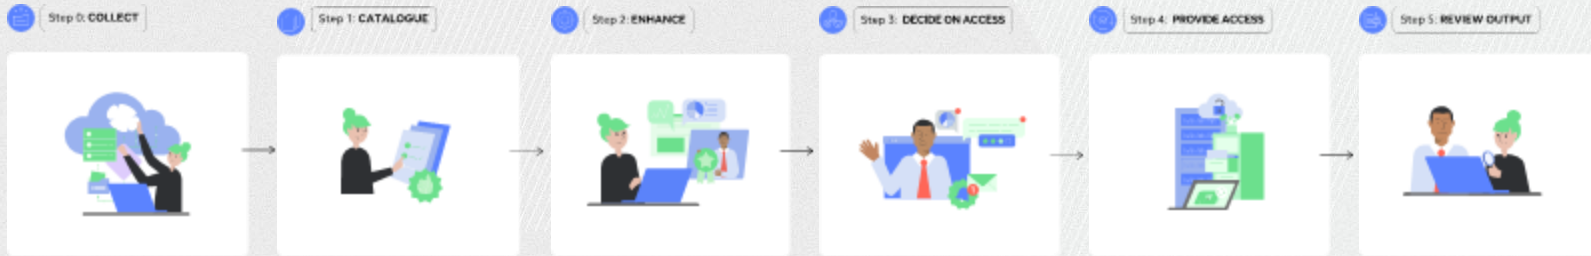 Step 0: COLLECT
Step 1: CATALOGUE
Step 2: ENHANCE
Step 3: DECIDE ON ACCESS
Step 4: PROVIDE ACCESS
Step 5: REVIEW OUTPUT